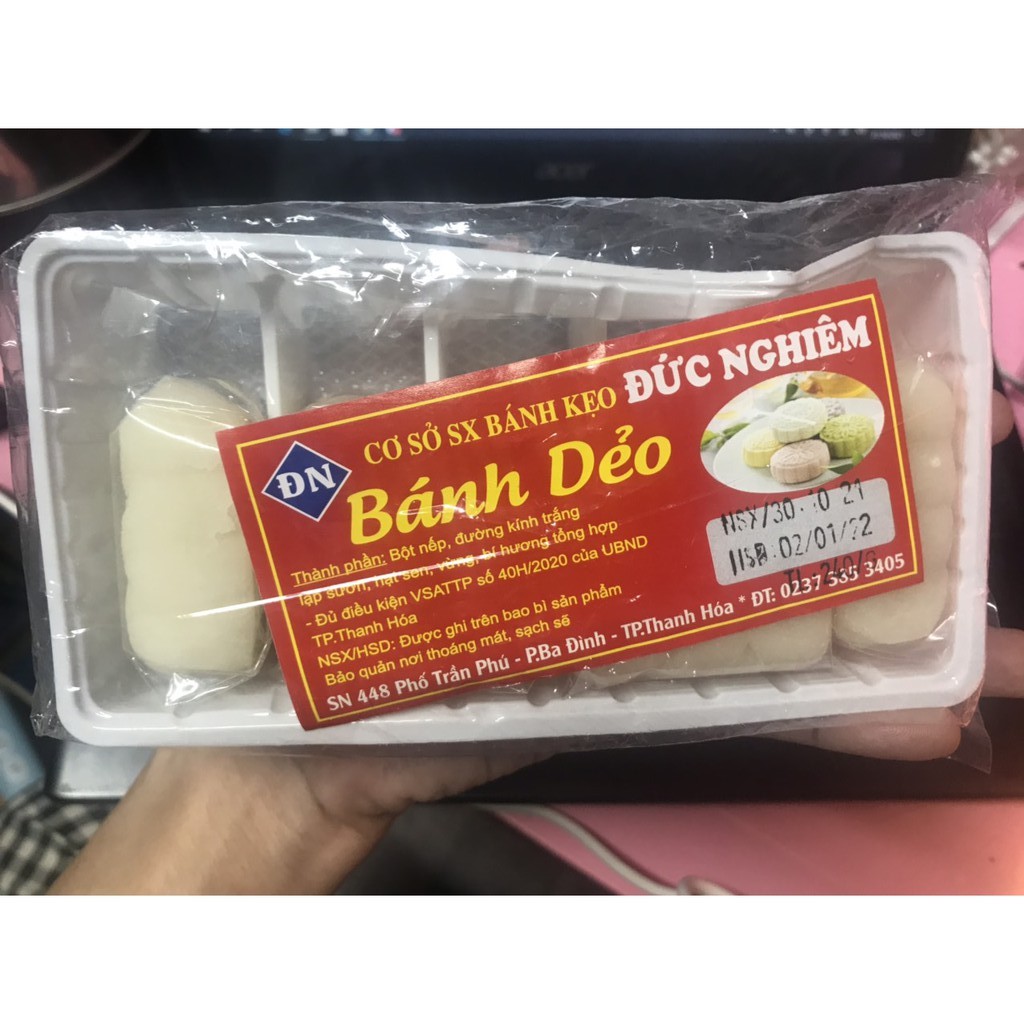 acer
ĐN
CƠ SỞ SX BÁNH KẸO ĐỨC NGHIÊM
Bánh Dẻo
Thành phần: Bột nếp, đường kính trắng
lạp sườn, hạt sen, vừng, bí hương tổng hợp
- Đủ điều kiện VSATTP số 40H/2020 của UBND
TP.Thanh Hóa
NSX/HSD: Được ghi trên bao bì sản phẩm
Bảo quản nơi thoáng mát, sạch sẽ
NSX/30.10 21
HSD:02/01/22
SN 448 Phố Trần Phú - P.Ba Đình - TP.Thanh Hóa * ĐT: 0237 535 3405